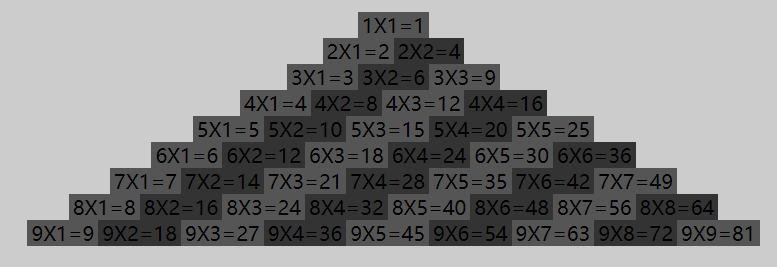 1X1=1
2X1=2 2X2=4
3X1=3 3X2=6 3X3=9
4X1=4 4X2=8 4X3=12 4X4=16
5X1=5 5X2=10 5X3=15 5X4=20 5X5=25
6X1=6 6X2=12 6X3=18 6X4=24 6X5=30 6X6=36
7X1=7 7X2=14 7X3=21 7X4=28 7X5=35 7X6=42 7X7=49
8X1=8 8X2=16 8X3=24 8X4=32 8X5=40 8X6=48 8X7=56 8X8=64
9X1=9 9X2=18 9X3=27 9X4=36 9X5=45 9X6=54 9X7=63 9X8=72 9X9=81